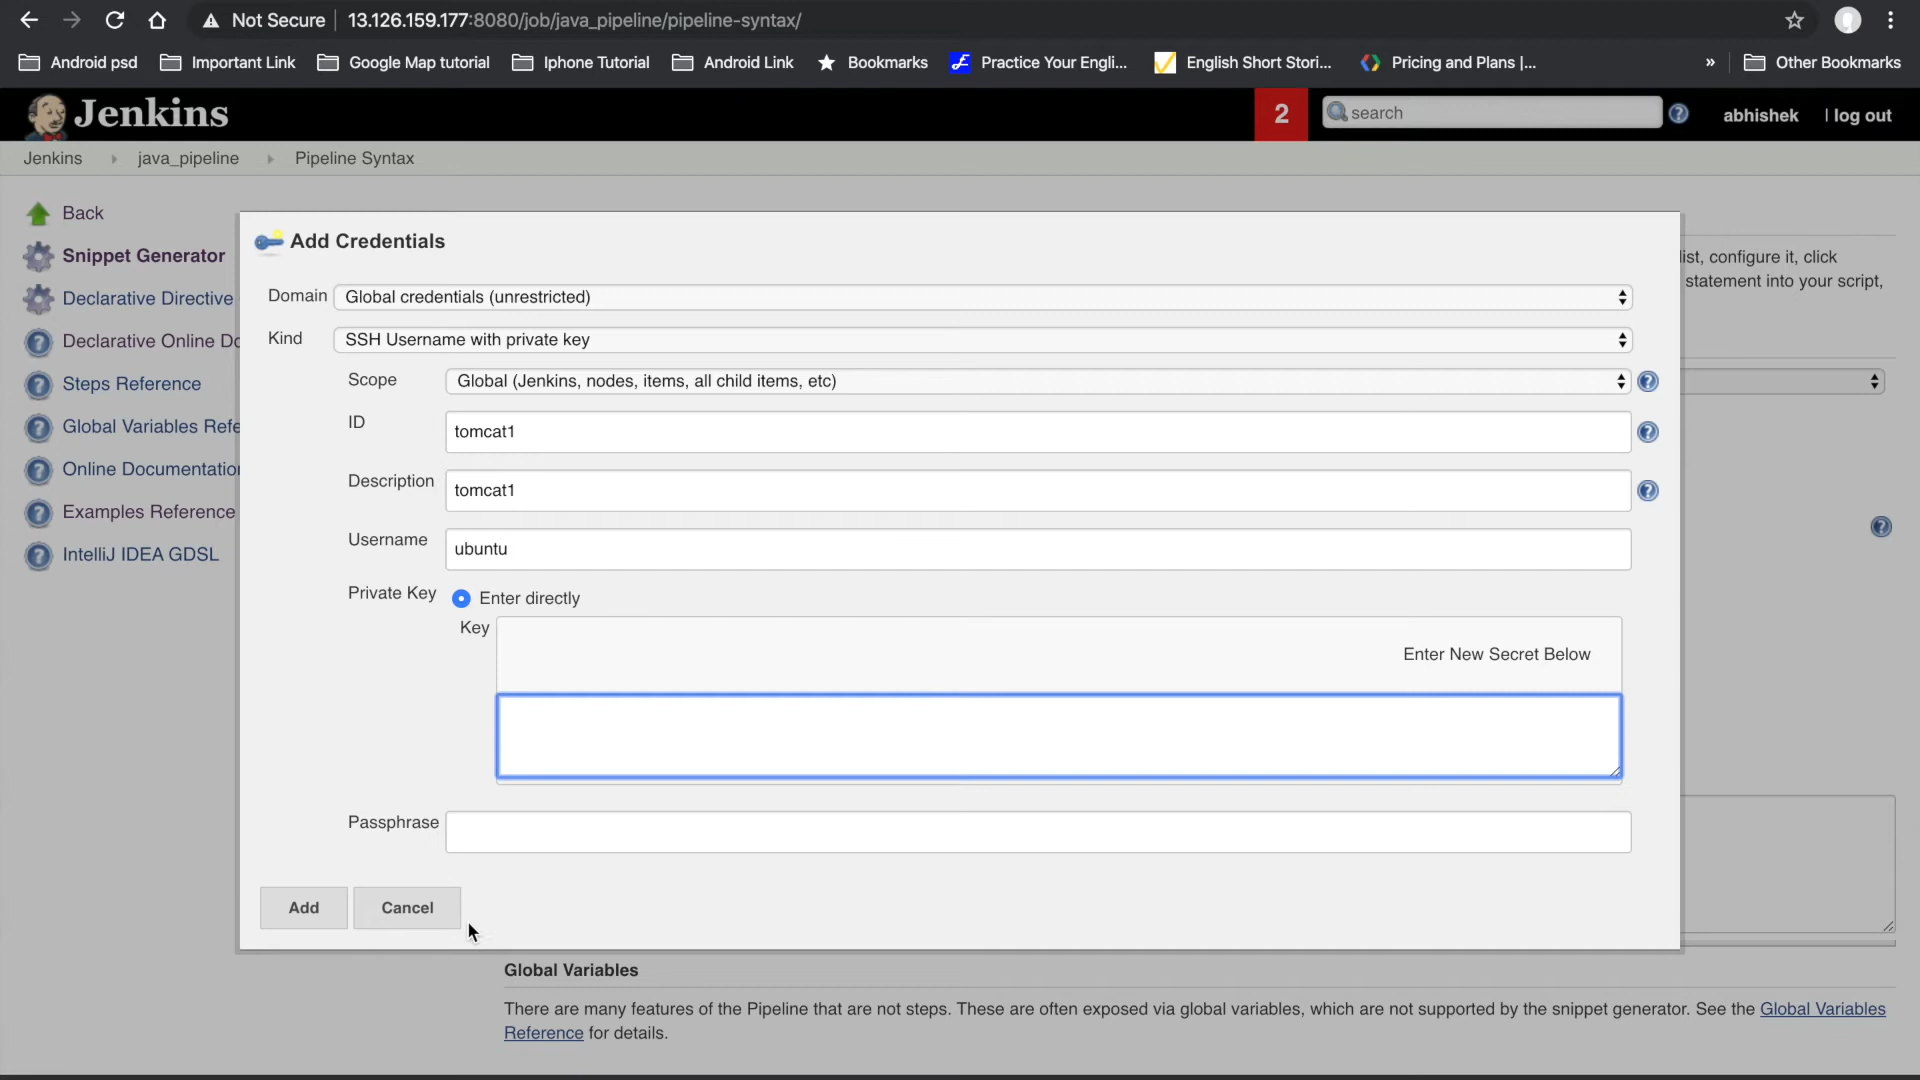 Not Secure 13.126.159.177:8080/job/java_pipeline/pipeline-syntax/
Android psd Important Link Google Map tutorial Iphone Tutorial Android Link Bookmarks Practice Your Engli... English Short Stori... Pricing and Plans |... » Other Bookmarks
Jenkins 2 search abhishek | log out
Jenkins java_pipeline Pipeline Syntax
Back
Snippet Generator
Declarative Directive
Declarative Online Do
Steps Reference
Global Variables Refe
Online Documentation
Examples Reference
IntelliJ IDEA GDSL
list, configure it, click
statement into your script,
Add Credentials
Domain Global credentials (unrestricted)
Kind SSH Username with private key
Scope Global (Jenkins, nodes, items, all child items, etc)
ID tomcat1
Description tomcat1
Username ubuntu
Private Key Enter directly
Key
Enter New Secret Below
Passphrase
Add Cancel
Global Variables
There are many features of the Pipeline that are not steps. These are often exposed via global variables, which are not supported by the snippet generator. See the Global Variables
Reference for details.